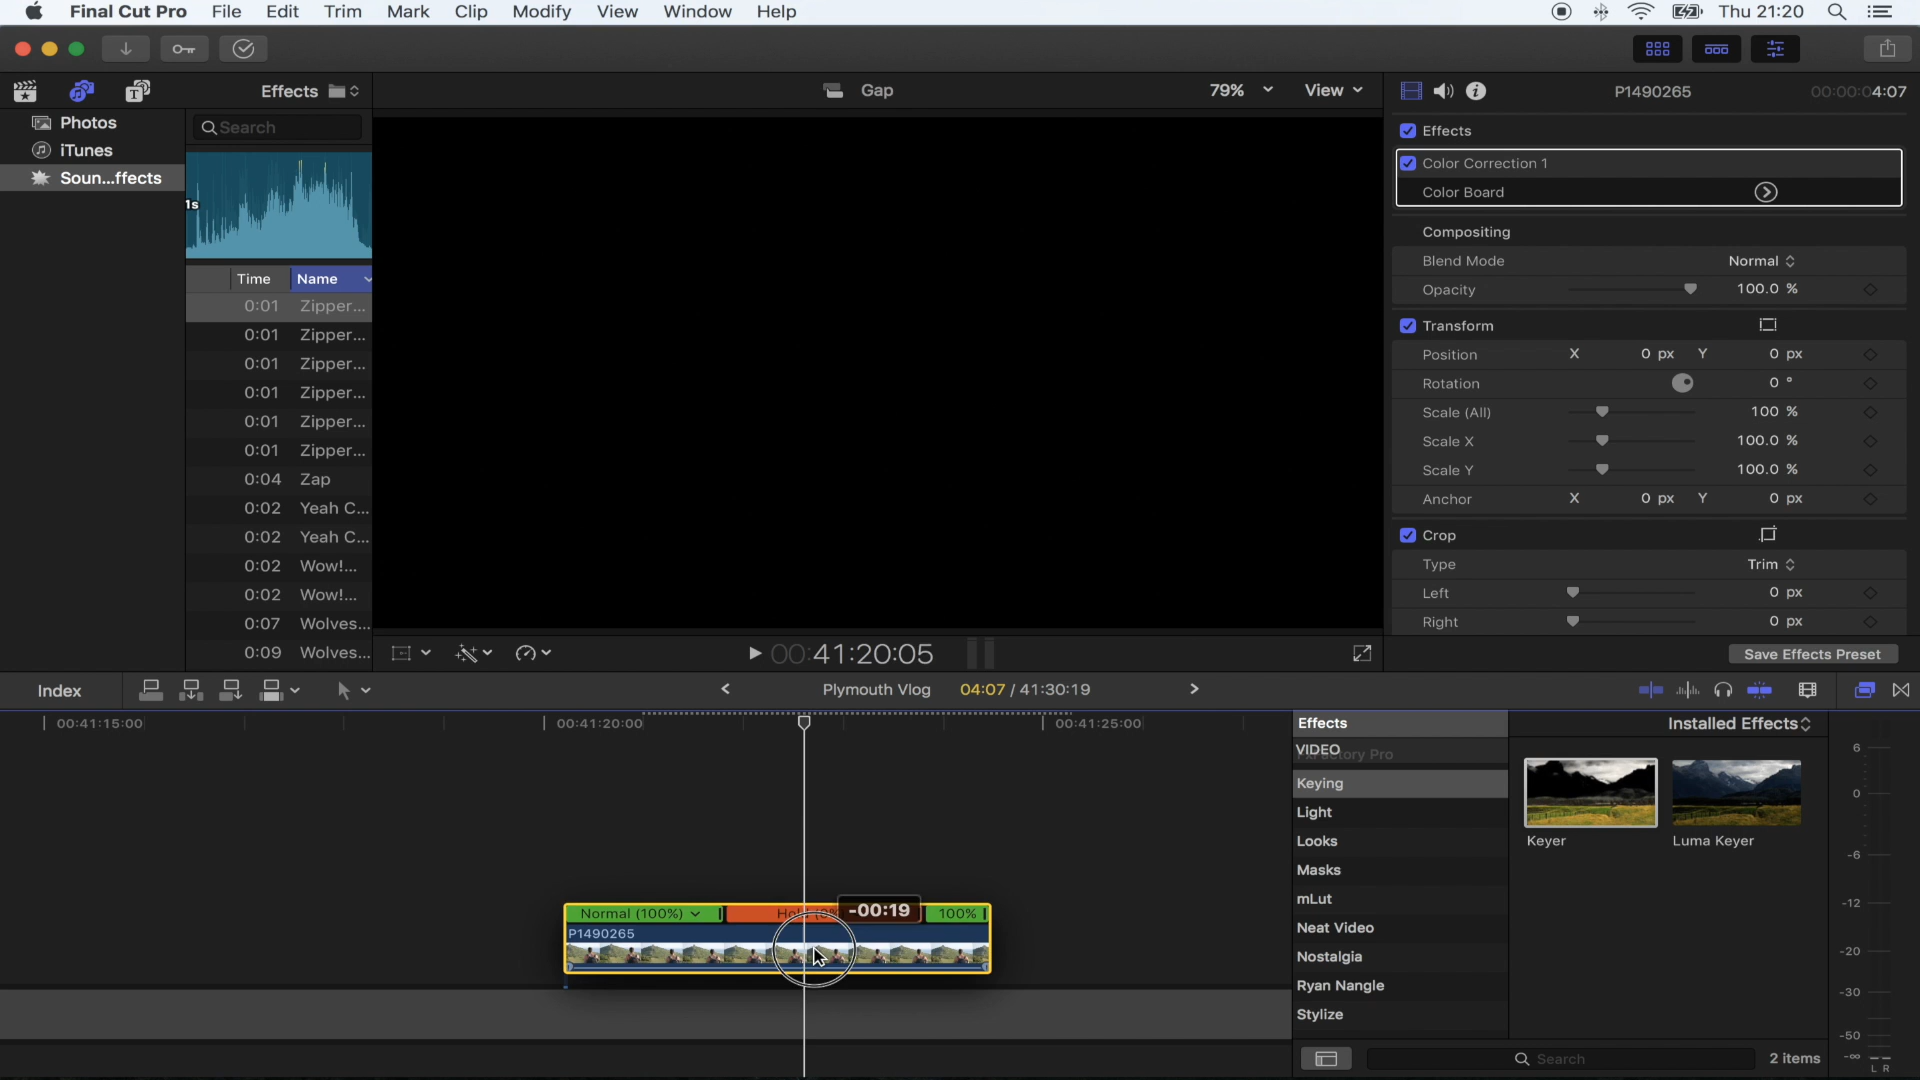 Final Cut Pro File Edit Trim Mark Clip Modify View Window Help Thu 21:20
Effects Gap 79% View P1490265 00:00:04:07
Photos
iTunes
Soun...ffects
Search
1s
Time Name
0:01 Zipper...
0:01 Zipper...
0:01 Zipper...
0:01 Zipper...
0:01 Zipper...
0:01 Zipper...
0:04 Zap
0:02 Yeah C...
0:02 Yeah C...
0:02 Wow!...
0:02 Wow!...
0:07 Wolves...
0:09 Wolves...
Effects
Color Correction 1
Color Board
Compositing
Blend Mode Normal
Opacity 100.0 %
Transform
Position X 0 px Y 0 px
Rotation 0 °
Scale (All) 100 %
Scale X 100.0 %
Scale Y 100.0 %
Anchor X 0 px Y 0 px
Crop
Type Trim
Left 0 px
Right 0 px
00:41:20:05
Save Effects Preset
Index Plymouth Vlog 04:07 / 41:30:19
00:41:15:00 00:41:20:00 00:41:25:00
Normal (100%) -00:19 100%
P1490265
Effects Installed Effects
VIDEO
Keying
Light
Looks
Masks
mLut
Neat Video
Nostalgia
Ryan Nangle
Stylize
Keyer Luma Keyer
Search 2 items
6
0
-6
-12
-20
-30
-50
-∞
L R